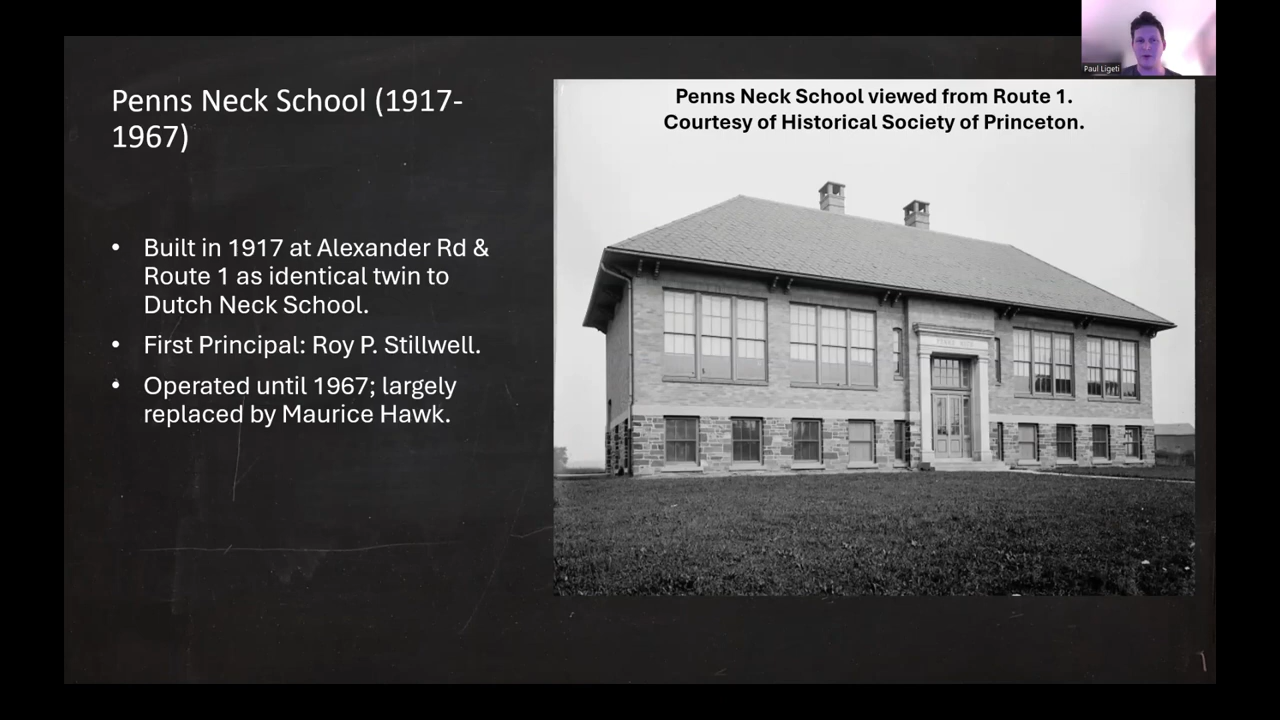 Paul Ligeti
Penns Neck School (1917-
1967)
Penns Neck School viewed from Route 1.
Courtesy of Historical Society of Princeton.
• Built in 1917 at Alexander Rd &
Route 1 as identical twin to
Dutch Neck School.
• First Principal: Roy P. Stillwell.
• Operated until 1967; largely
replaced by Maurice Hawk.